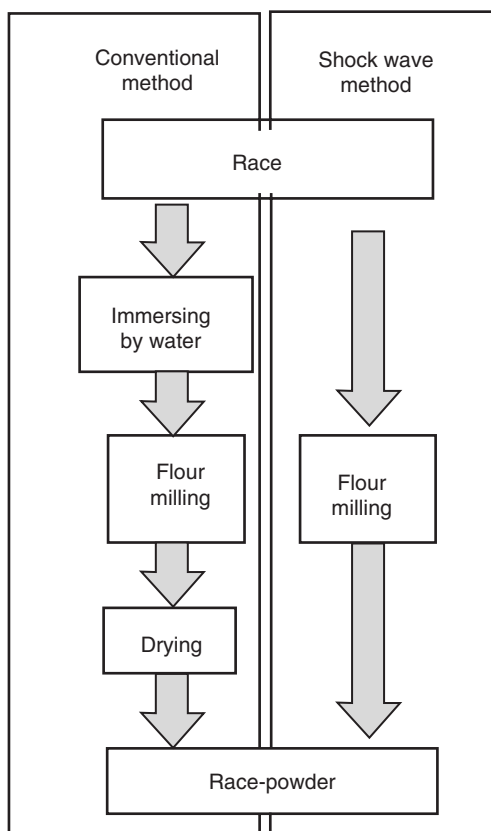 Conventional
method
Shock wave
method
Race
Immersing
by water
Flour
milling
Flour
milling
Drying
Race-powder